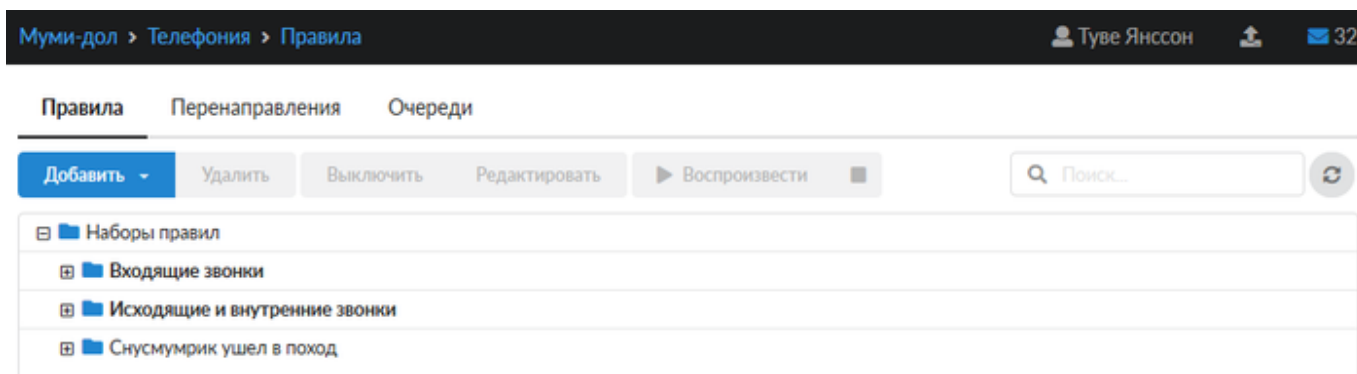 Муми-дол > Телефония > Правила Туве Янссон 32
Правила Перенаправления Очереди
Добавить Удалить Выключить Редактировать Воспроизвести Поиск...
Наборы правил
Входящие звонки
Исходящие и внутренние звонки
Снусмумрик ушел в поход